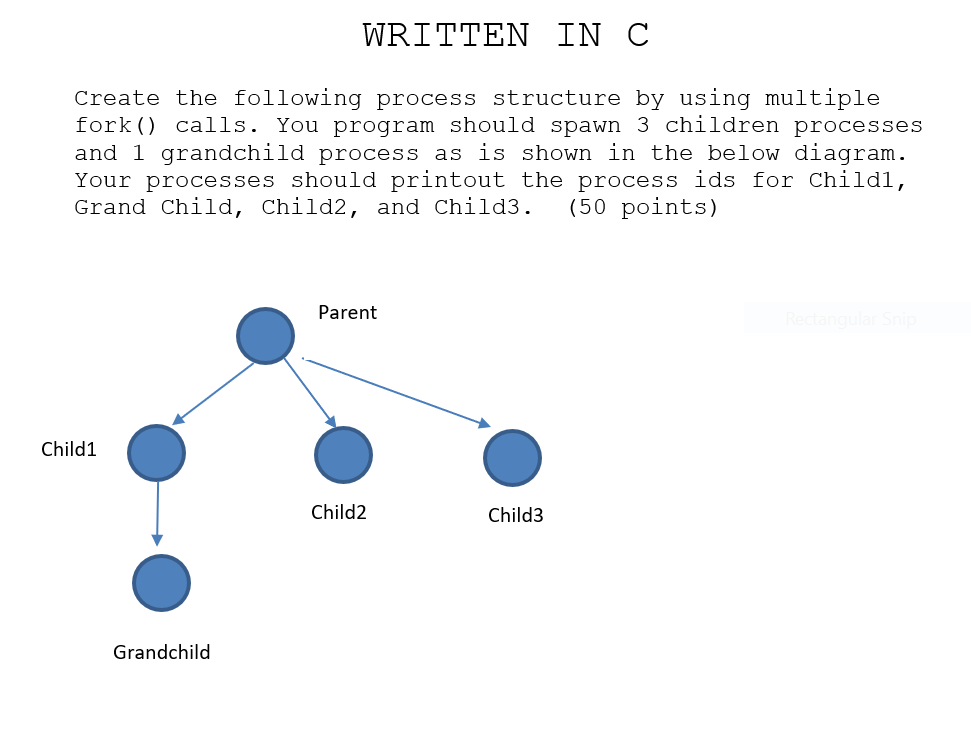 WRITTEN IN C
Create the following process structure by using multiple
fork() calls. You program should spawn 3 children processes
and 1 grandchild process as is shown in the below diagram.
Your processes should printout the process ids for Child1,
Grand Child, Child2, and Child3.  (50 points)
Parent
Rectangular Snip
Child1
Child2
Child3
Grandchild